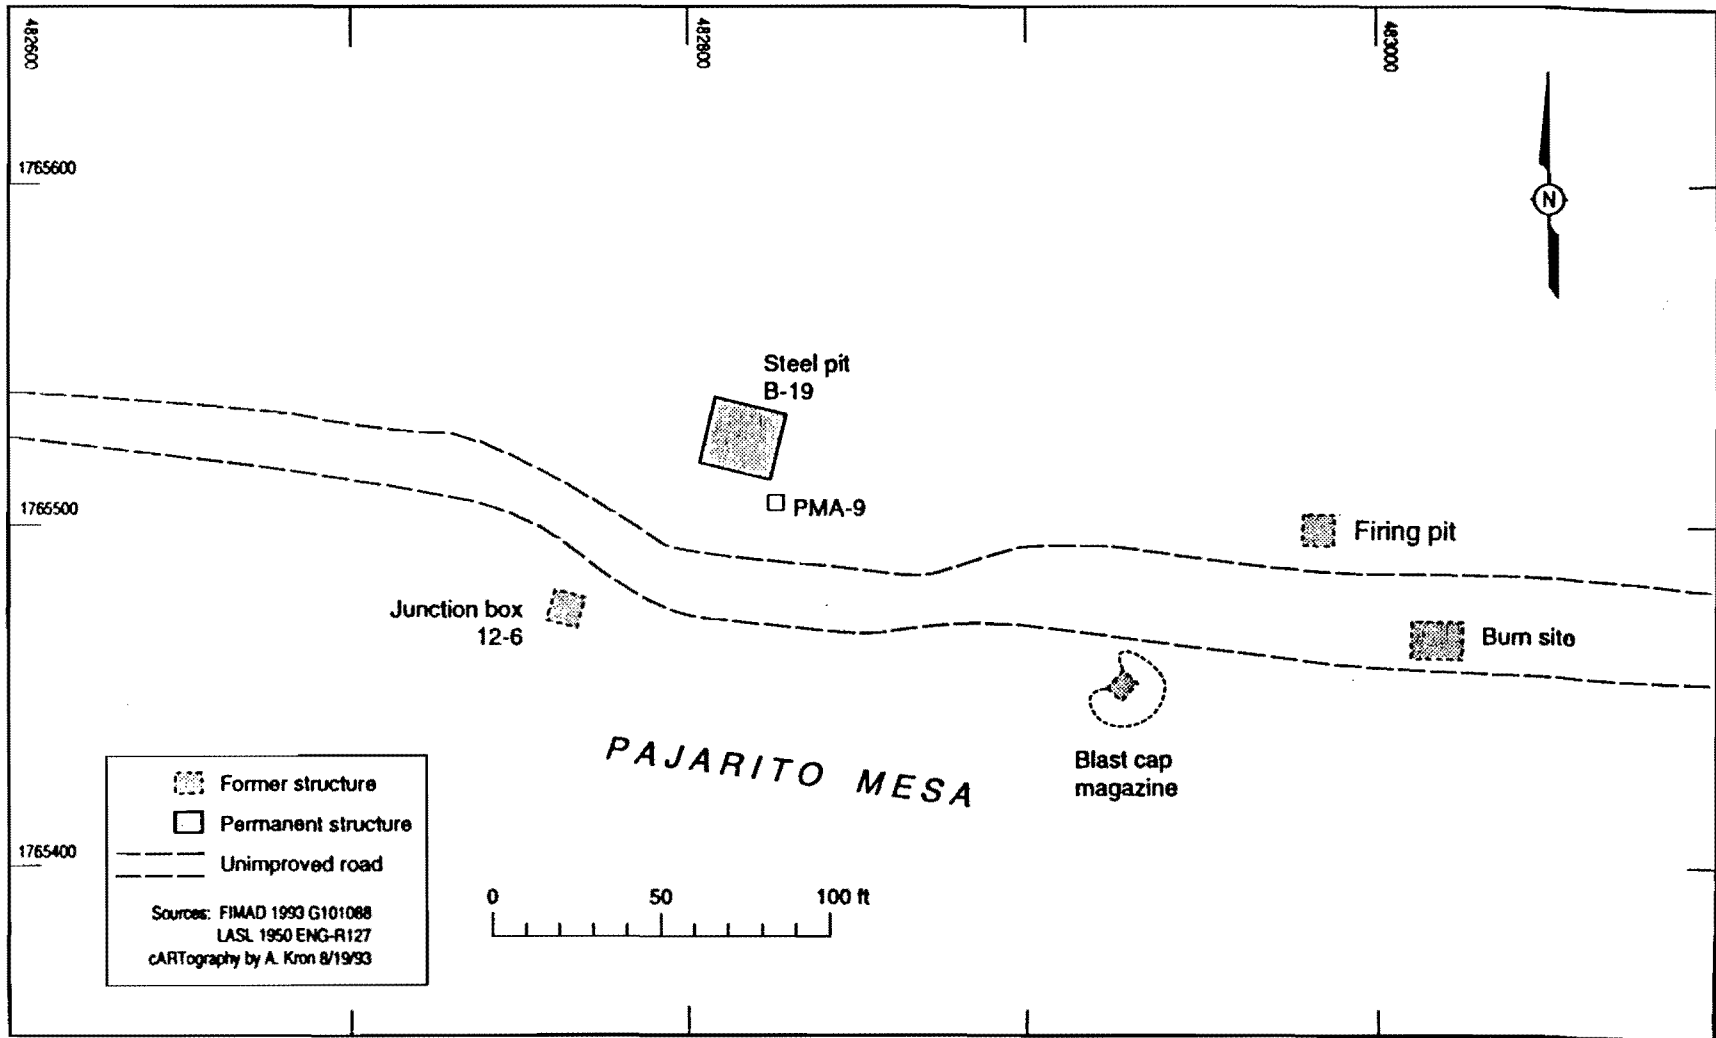 482600
482800
483000
1765600
N
Steel pit
B-19
1765500
PMA-9
Firing pit
Junction box
12-6
Burn site
PAJARITO MESA
Blast cap
magazine
Former structure
Permanent structure
1765400
Unimproved road
0 50 100 ft
Sources: FIMAD 1993 G101088
LASL 1950 ENG-R127
cARTography by A. Kron 8/19/93